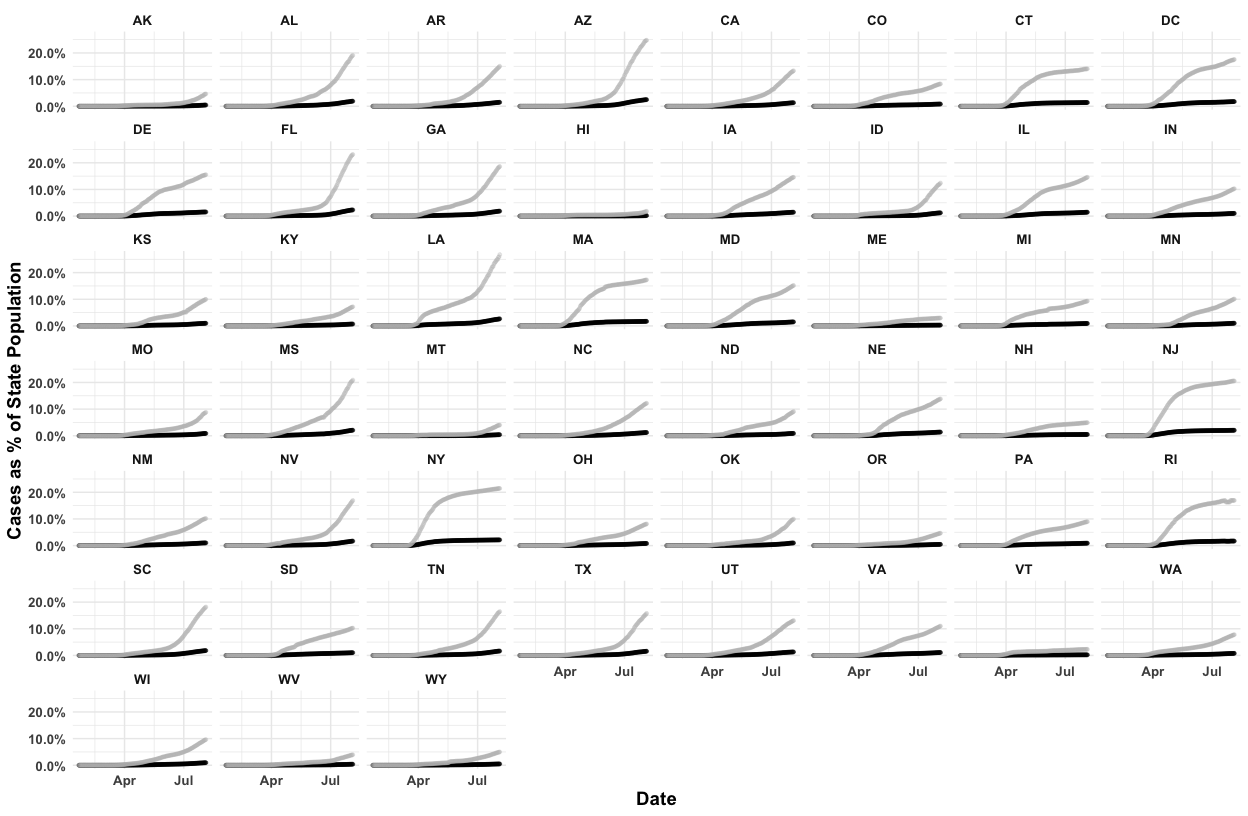 AK AL AR AZ CA CO CT DC
20.0%
10.0%
0.0%
DE FL GA HI IA ID IL IN
20.0%
10.0%
0.0%
KS KY LA MA MD ME MI MN
20.0%
10.0%
0.0%
MO MS MT NC ND NE NH NJ
20.0%
10.0%
0.0%
NM NV NY OH OK OR PA RI
20.0%
10.0%
0.0%
SC SD TN TX UT VA VT WA
20.0%
10.0%
0.0%
Apr Jul Apr Jul Apr Jul Apr Jul Apr Jul
WI WV WY
20.0%
10.0%
0.0%
Apr Jul Apr Jul Apr Jul
Date
Cases as % of State Population